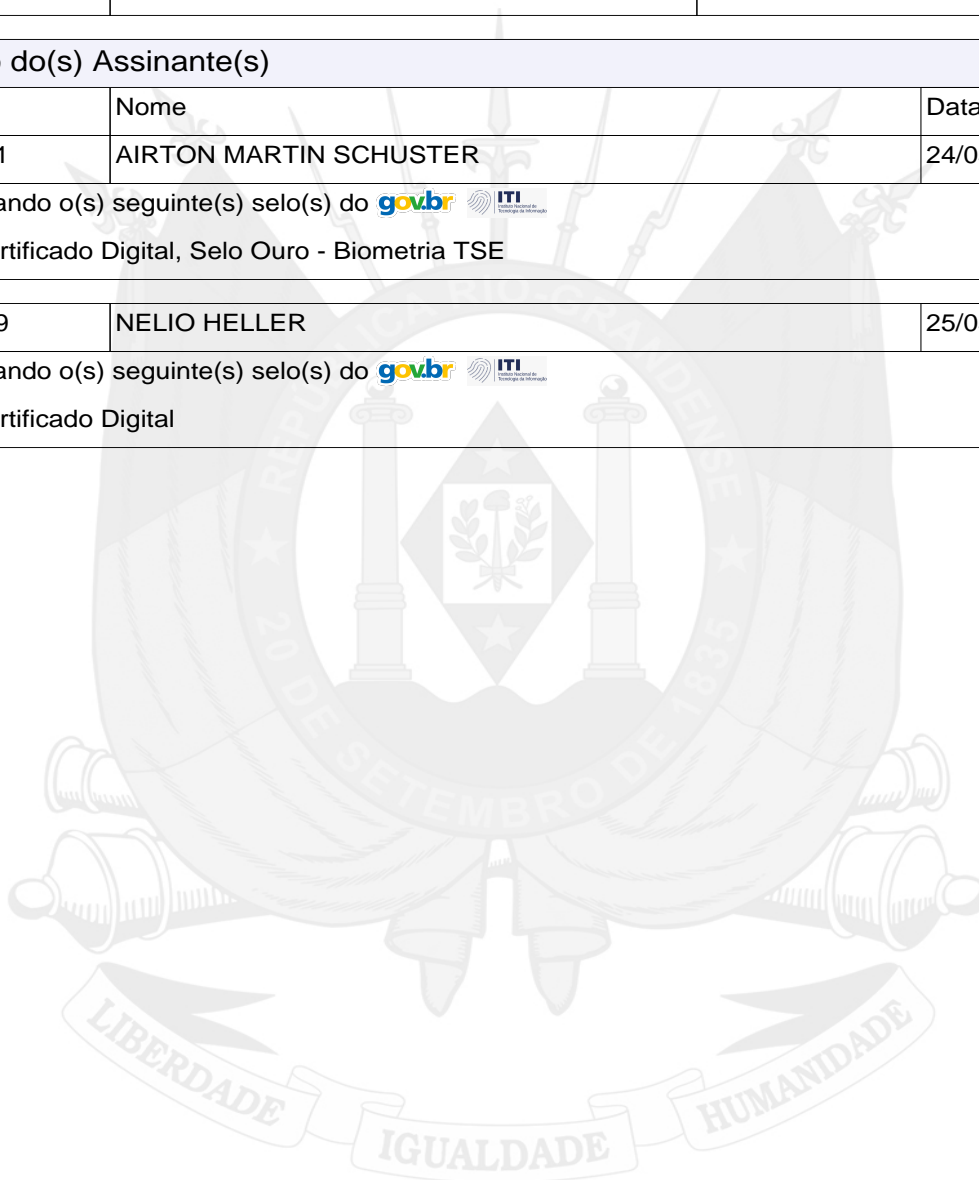 do(s) Assinante(s)
Nome Data
1 AIRTON MARTIN SCHUSTER 24/0
ando o(s) seguinte(s) selo(s) do gov.br ITI
rtificado Digital, Selo Ouro - Biometria TSE
9 NELIO HELLER 25/0
ando o(s) seguinte(s) selo(s) do gov.br ITI
rtificado Digital
REPUBLICA RIO-GRANDENSE
20 DE SETEMBRO DE 1835
LIBERDADE IGUALDADE HUMANIDADE